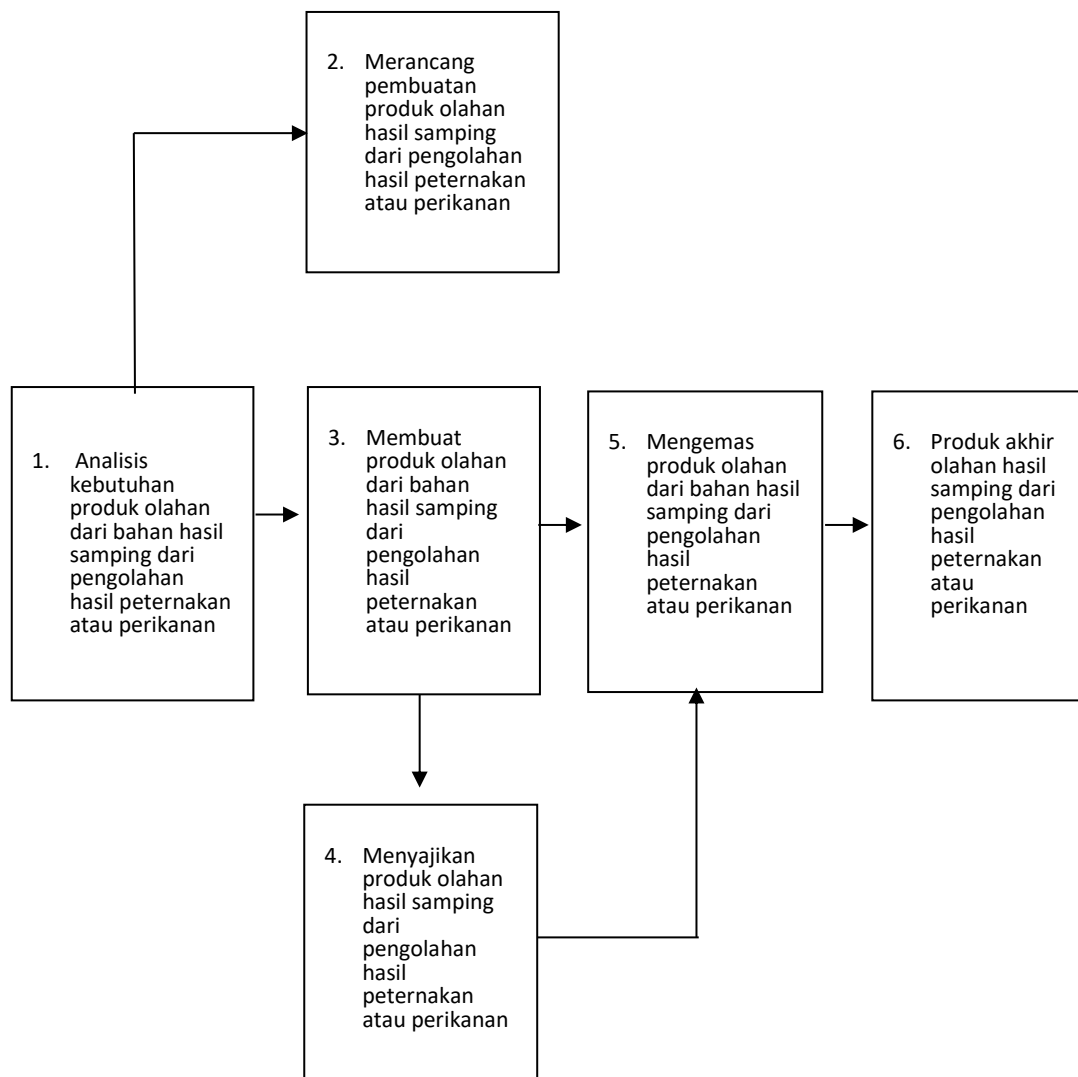 2. Merancang
pembuatan
produk olahan
hasil samping
dari pengolahan
hasil peternakan
atau perikanan
1. Analisis
kebutuhan
produk olahan
dari bahan hasil
samping dari
pengolahan
hasil peternakan
atau perikanan
3. Membuat
produk olahan
dari bahan
hasil samping
dari
pengolahan
hasil
peternakan
atau perikanan
5. Mengemas
produk olahan
dari bahan hasil
samping dari
pengolahan
hasil
peternakan
atau perikanan
6. Produk akhir
olahan hasil
samping dari
pengolahan
hasil
peternakan
atau
perikanan
4. Menyajikan
produk olahan
hasil samping
dari
pengolahan
hasil
peternakan
atau perikanan